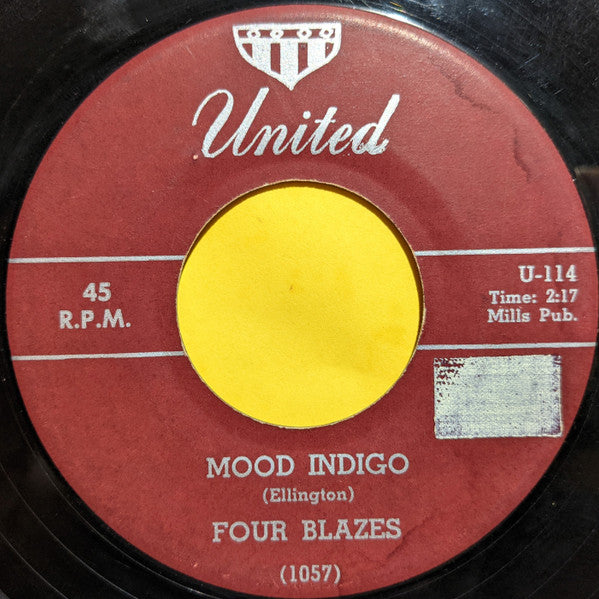 United
45
R.P.M.
U-114
Time: 2:17
Mills Pub.
MOOD INDIGO
(Ellington)
FOUR BLAZES
(1057)